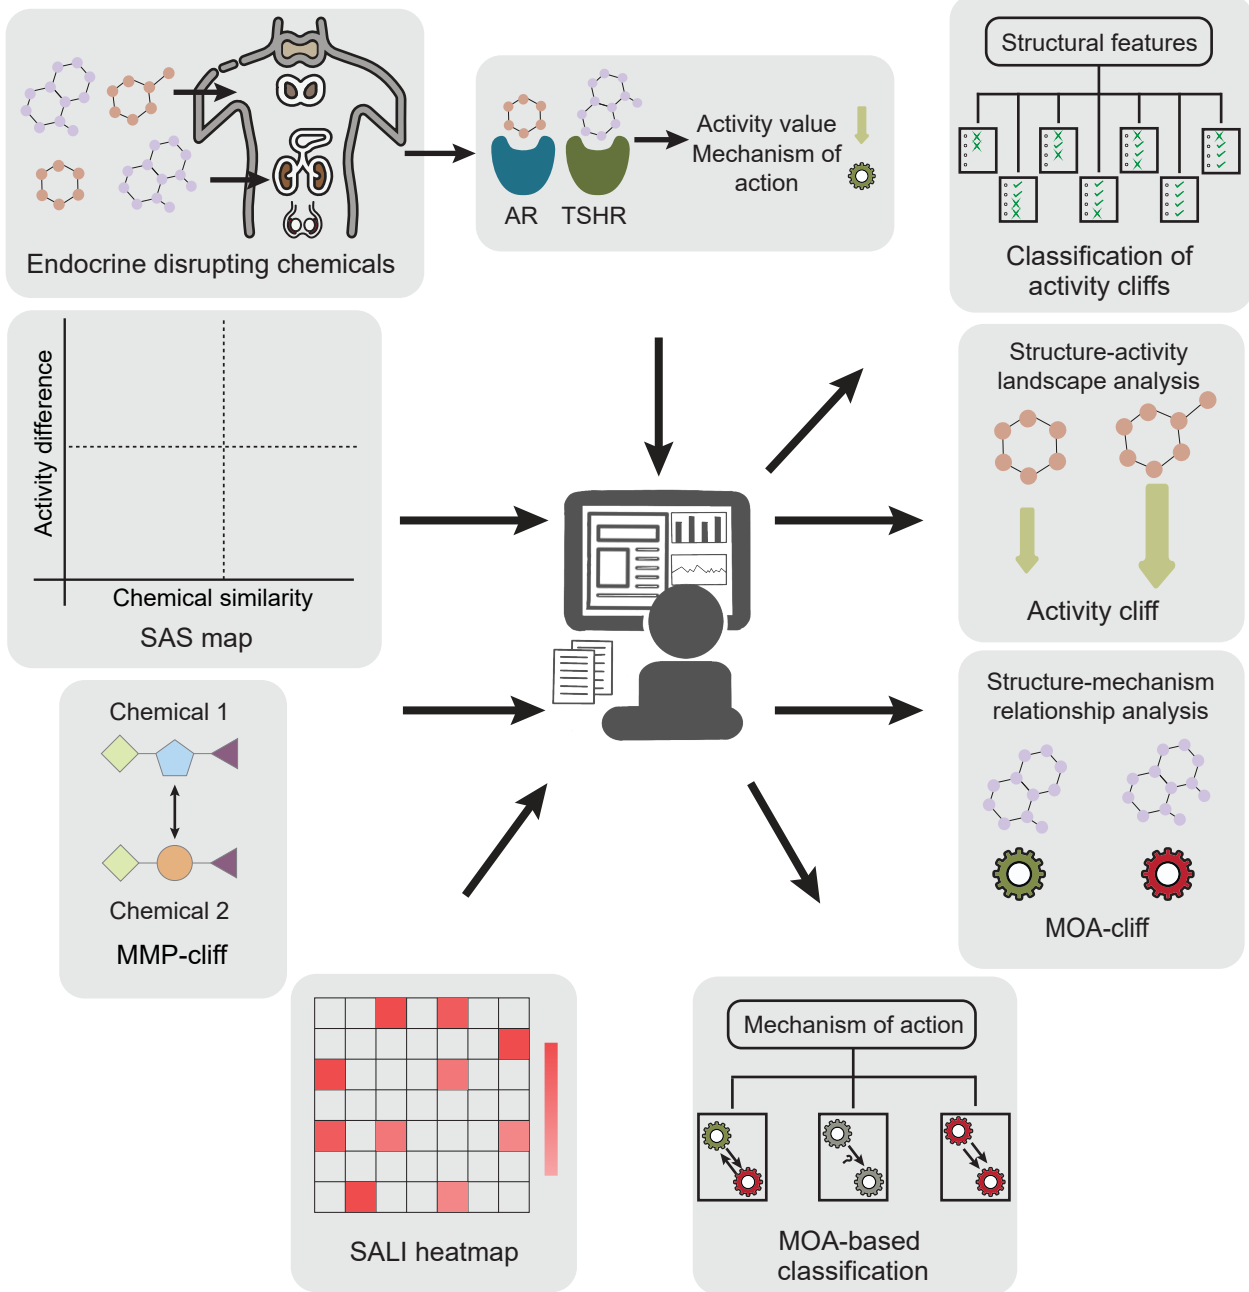 Endocrine disrupting chemicals
AR
TSHR
Activity value
Mechanism of
action
Structural features
Classification of
activity cliffs
Activity difference
Chemical similarity
SAS map
Structure-activity
landscape analysis
Activity cliff
Chemical 1
Chemical 2
MMP-cliff
Structure-mechanism
relationship analysis
MOA-cliff
SALI heatmap
Mechanism of action
?
MOA-based
classification